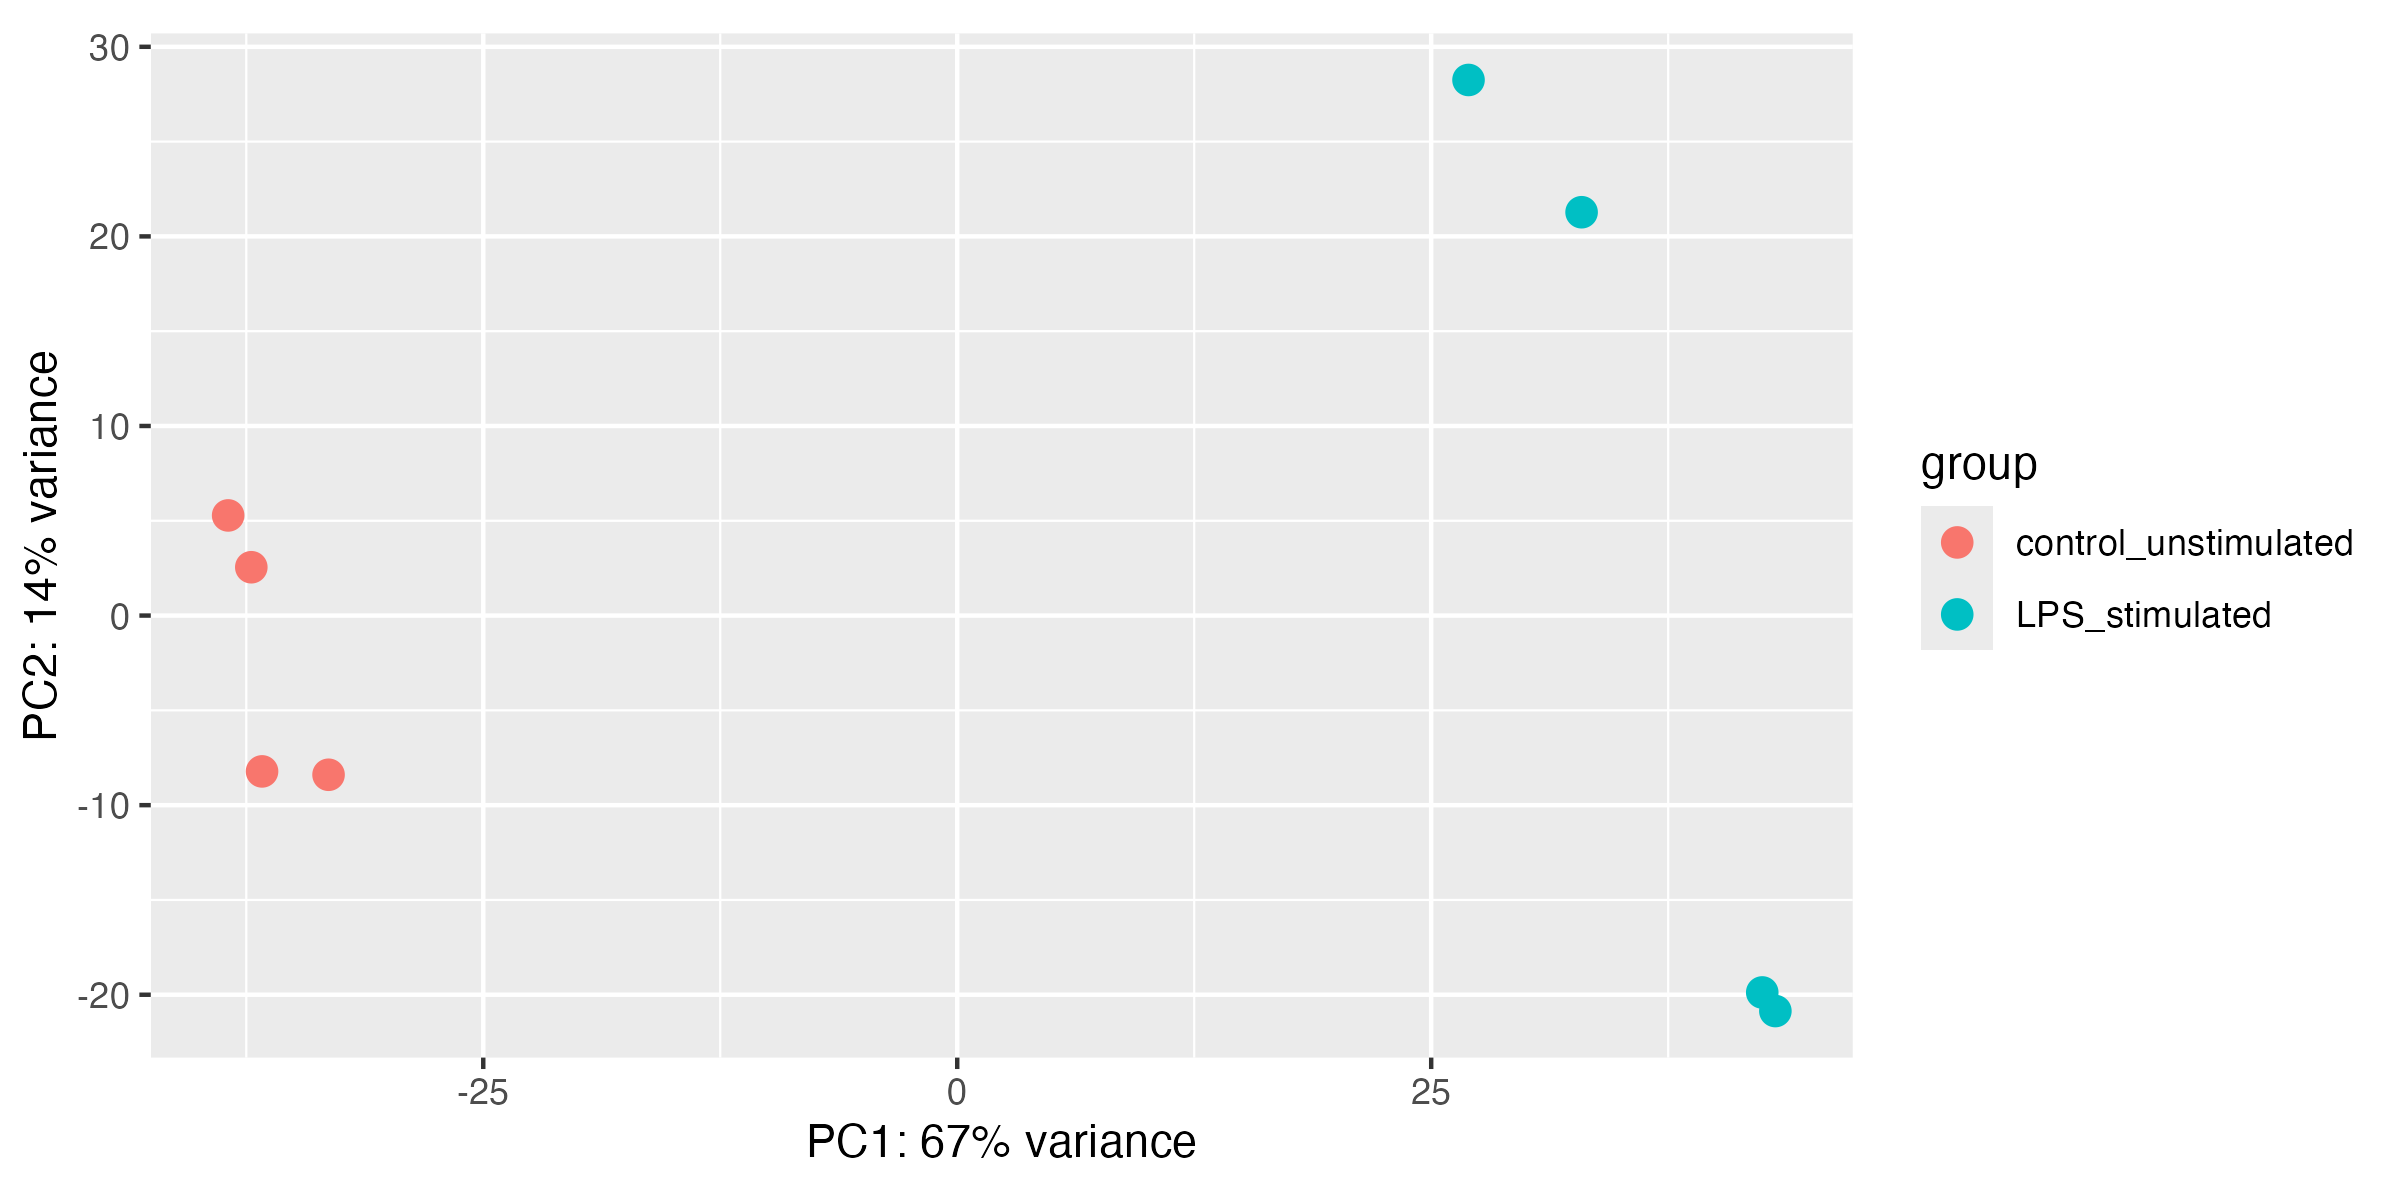 30
20
10
0
-10
-20
PC2: 14% variance
-25
0
25
PC1: 67% variance
group
control_unstimulated
LPS_stimulated